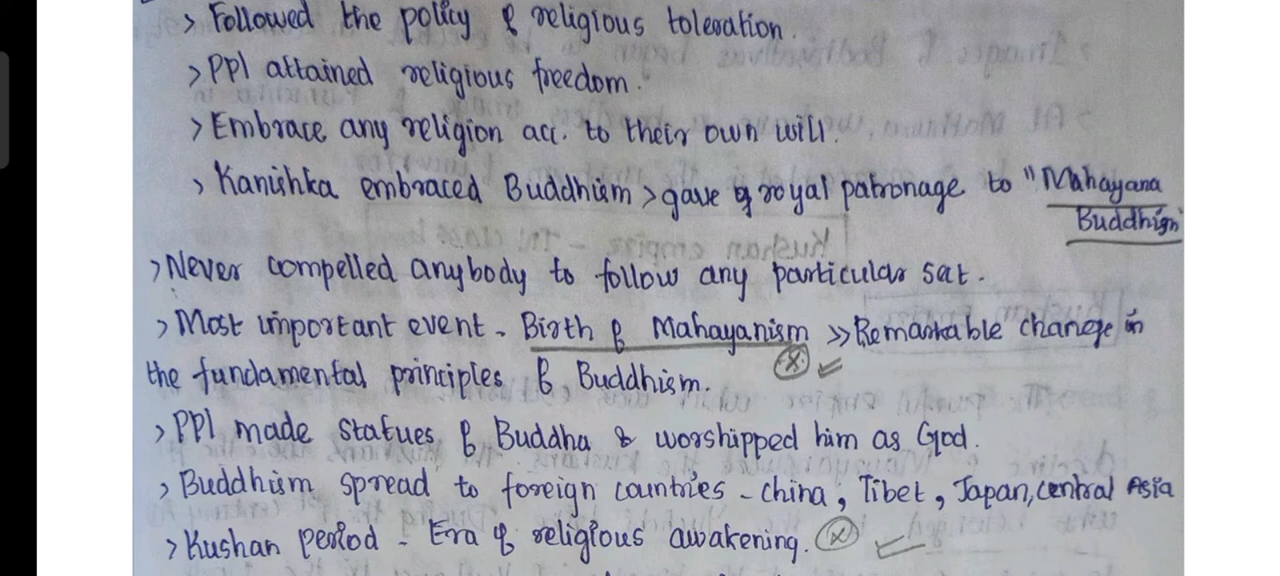 > Followed the policy of religious toleration.
> PPl attained religious freedom.
> Embrace any religion acc. to their own will.
> Kanishka embraced Buddhism > gave royal patronage to "Mahayana
Buddhism"
> Never compelled anybody to follow any particular sat.
> Most important event - Birth of Mahayanism >> Remarkable change in
the fundamental principles of Buddhism.
> PPl made statues of Buddha & worshipped him as God.
> Buddhism spread to foreign countries - China, Tibet, Japan, Central Asia
> Kushan period - Era of religious awakening.